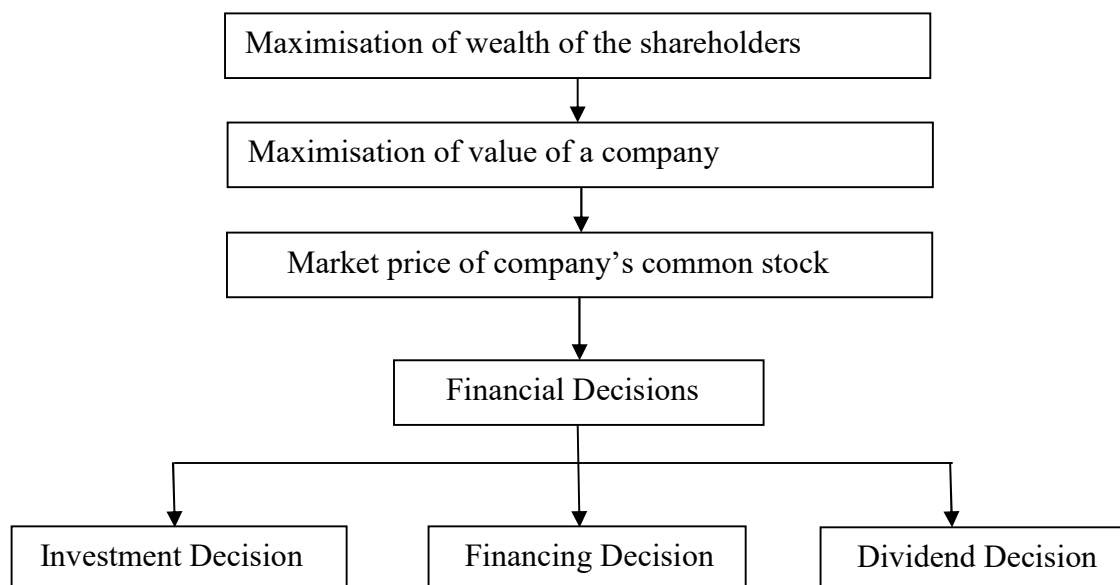 Maximisation of wealth of the shareholders
Maximisation of value of a company
Market price of company’s common stock
Financial Decisions
Investment Decision
Financing Decision
Dividend Decision